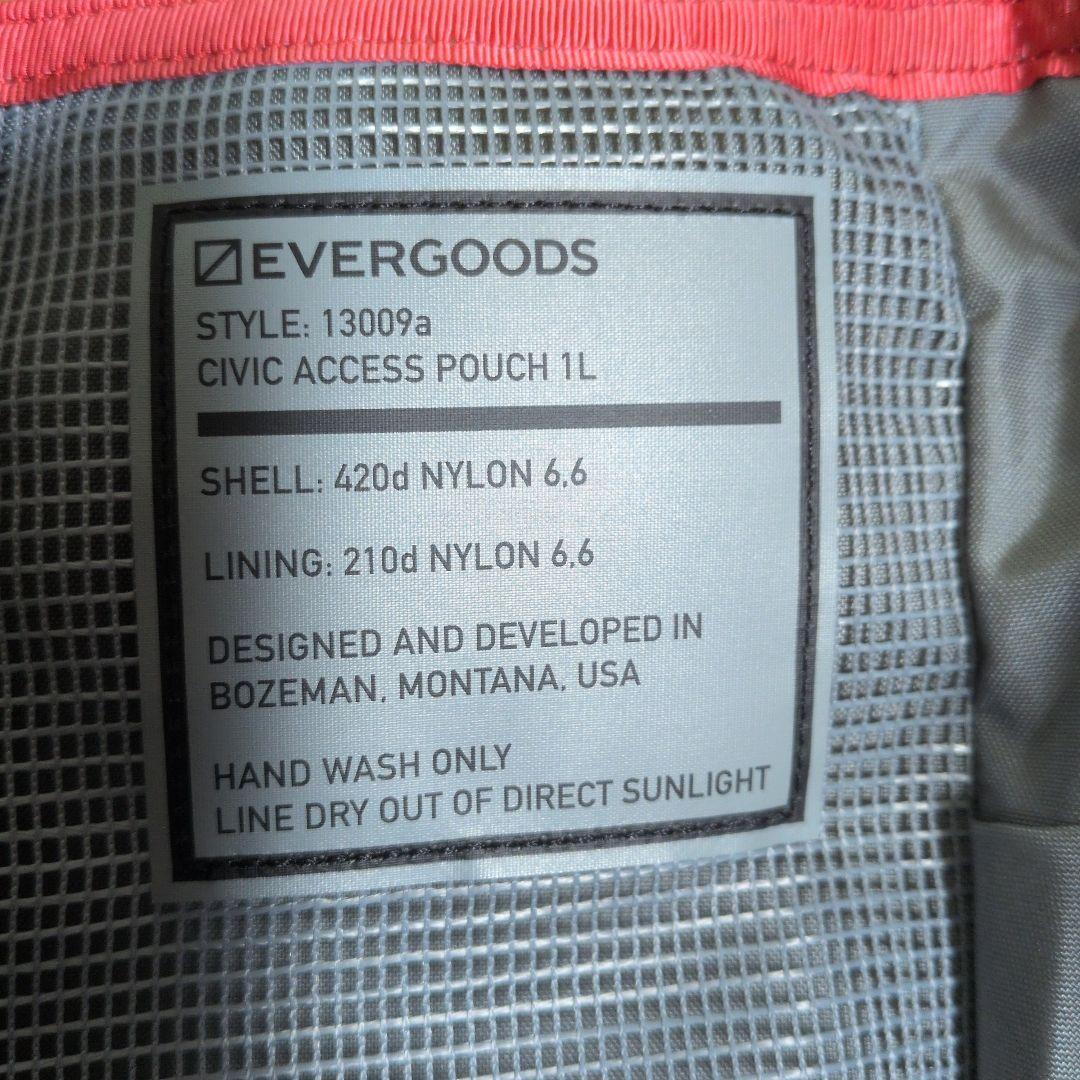 EVERGOODS
STYLE: 13009a
CIVIC ACCESS POUCH 1L
SHELL: 420d NYLON 6,6
LINING: 210d NYLON 6,6
DESIGNED AND DEVELOPED IN
BOZEMAN, MONTANA, USA
HAND WASH ONLY
LINE DRY OUT OF DIRECT SUNLIGHT